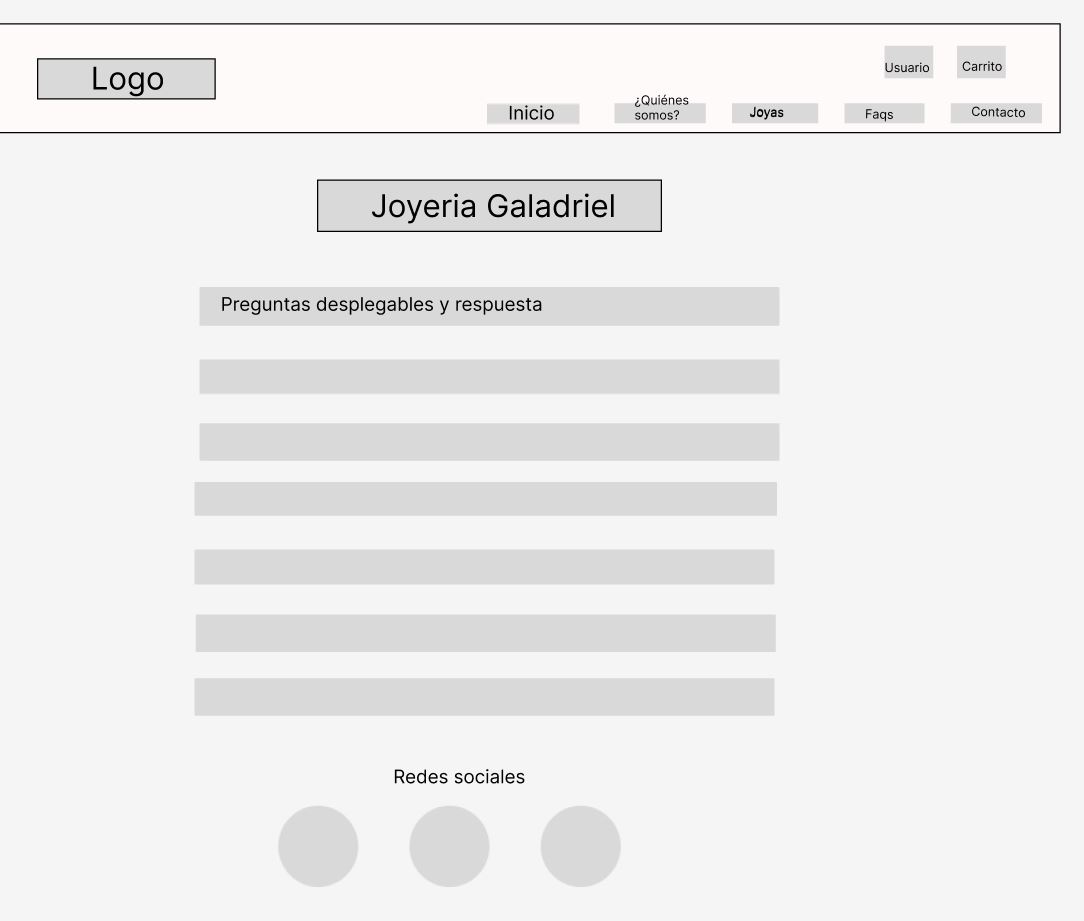 Logo
Usuario
Carrito
Inicio
¿Quiénes
somos?
Joyas
Faqs
Contacto
Joyeria Galadriel
Preguntas desplegables y respuesta
Redes sociales